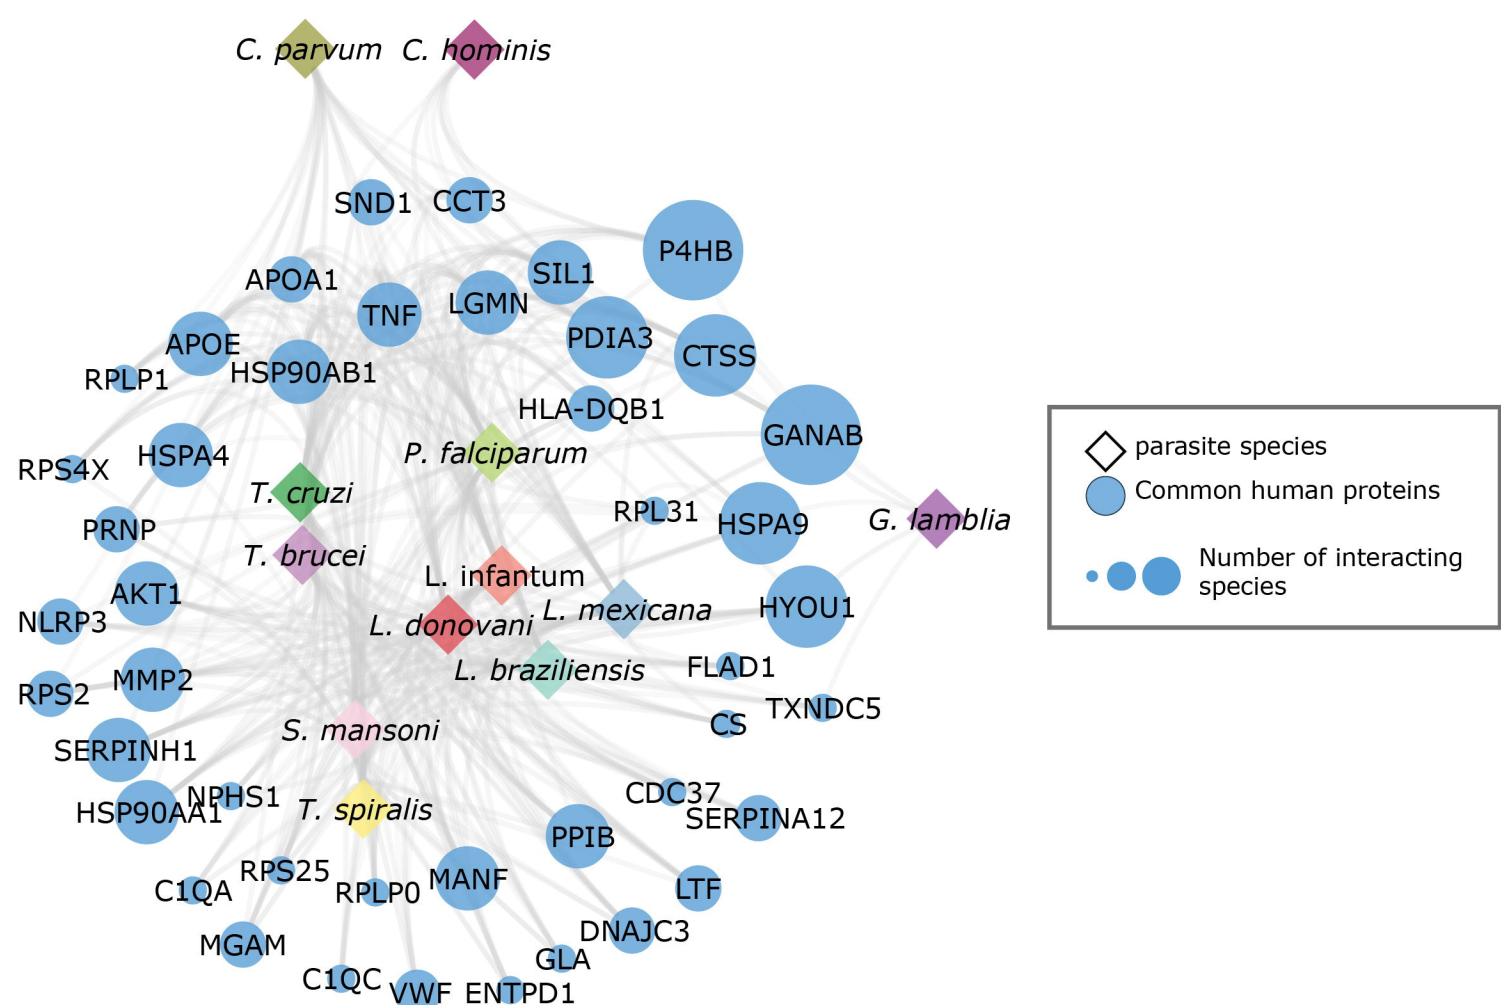 C. parvum
C. hominis
SND1
CCT3
P4HB
APOA1
SIL1
LGMN
TNF
PDIA3
APOE
CTSS
HSP90AB1
RPLP1
HLA-DQB1
GANAB
HSPA4
P. falciparum
RPS4X
T. cruzi
RPL31
HSPA9
G. lamblia
PRNP
T. brucei
L. infantum
AKT1
L. mexicana
HYOU1
NLRP3
L. donovani
L. braziliensis
FLAD1
MMP2
RPS2
TXNDC5
CS
S. mansoni
SERPINH1
NPHS1
CDC37
HSP90AA1
T. spiralis
SERPINA12
PPIB
RPS25
MANF
C1QA
RPLP0
LTF
DNAJC3
MGAM
GLA
C1QC
VWF
ENTPD1
parasite species
Common human proteins
Number of interacting
species